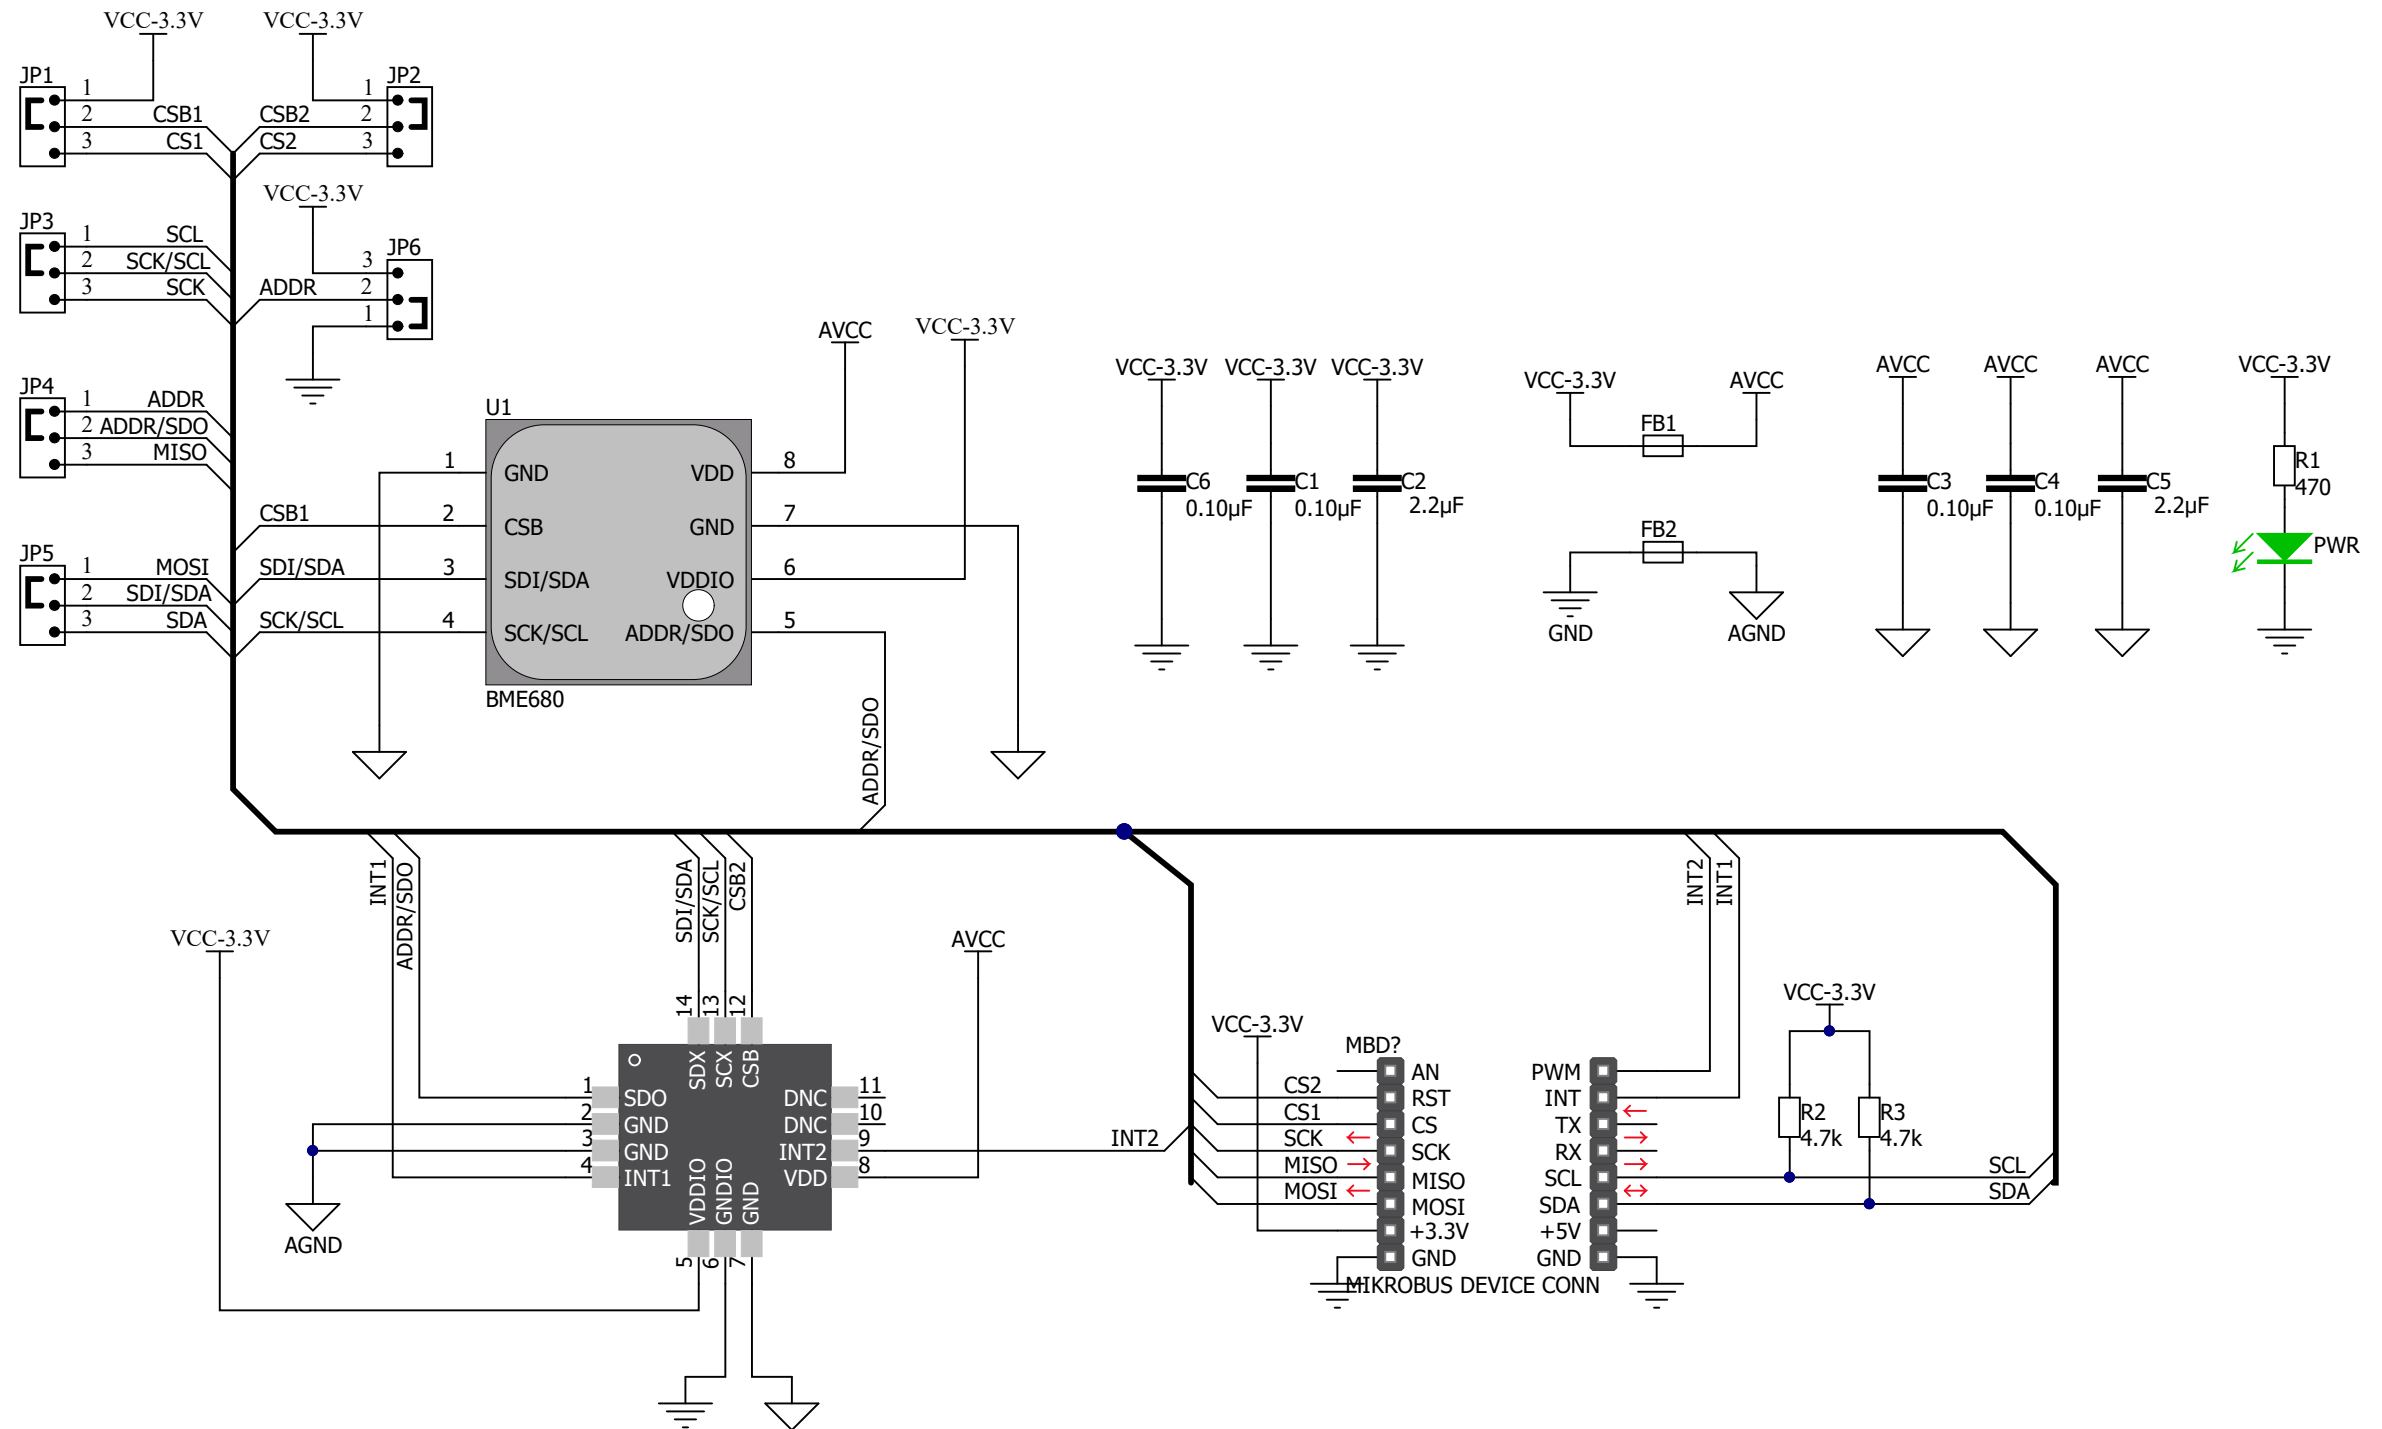 VCC-3.3V
VCC-3.3V
JP1
1
2
3
CSB1
CS1
JP2
1
2
3
CSB2
CS2
VCC-3.3V
JP3
1
2
3
SCL
SCK/SCL
SCK
JP6
3
2
1
ADDR
JP4
1
2
3
ADDR
ADDR/SDO
MISO
JP5
1
2
3
MOSI
SDI/SDA
SDA
CSB1
SDI/SDA
SCK/SCL
AVCC
VCC-3.3V
U1
1
2
3
4
GND
CSB
SDI/SDA
SCK/SCL
VDD
GND
VDDIO
ADDR/SDO
8
7
6
5
BME680
ADDR/SDO
VCC-3.3V
VCC-3.3V
VCC-3.3V
C6
0.10µF
C1
0.10µF
C2
2.2µF
VCC-3.3V
AVCC
FB1
FB2
GND
AGND
AVCC
AVCC
AVCC
C3
0.10µF
C4
0.10µF
C5
2.2µF
VCC-3.3V
R1
470
PWR
INT1
ADDR/SDO
SDI/SDA
SCK/SCL
CSB2
VCC-3.3V
AVCC
14
13
12
SDX
SCX
CSB
1
2
3
4
SDO
GND
GND
INT1
DNC
DNC
INT2
VDD
11
10
9
8
VDDIO
GNDIO
GND
5
6
7
AGND
INT2
INT2
INT1
VCC-3.3V
MBD?
CS2
CS1
SCK
MISO
MOSI
AN
RST
CS
SCK
MISO
MOSI
+3.3V
GND
PWM
INT
TX
RX
SCL
SDA
+5V
GND
MIKROBUS DEVICE CONN
VCC-3.3V
R2
4.7k
R3
4.7k
SCL
SDA